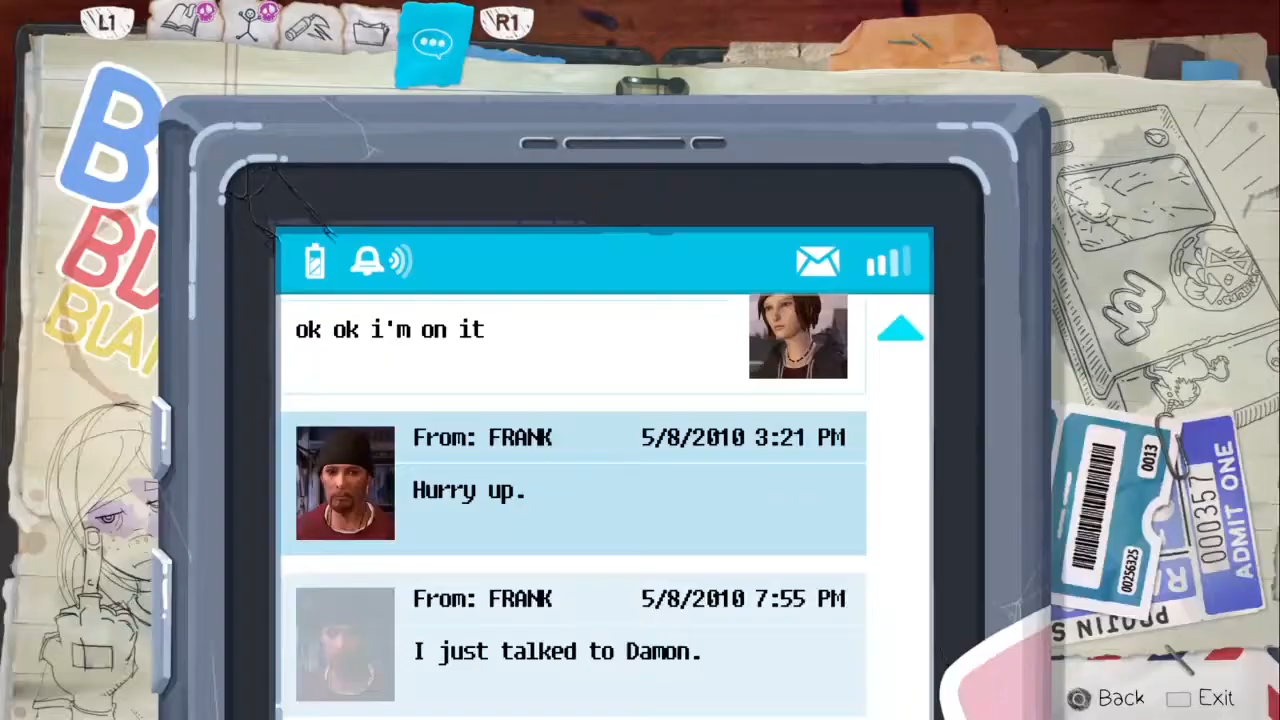 L1
R1
ok ok i'm on it
From: FRANK
5/8/2010 3:21 PM
Hurry up.
From: FRANK
5/8/2010 7:55 PM
I just talked to Damon.
0013
00256325
000357
ADMIT ONE
Back
Exit